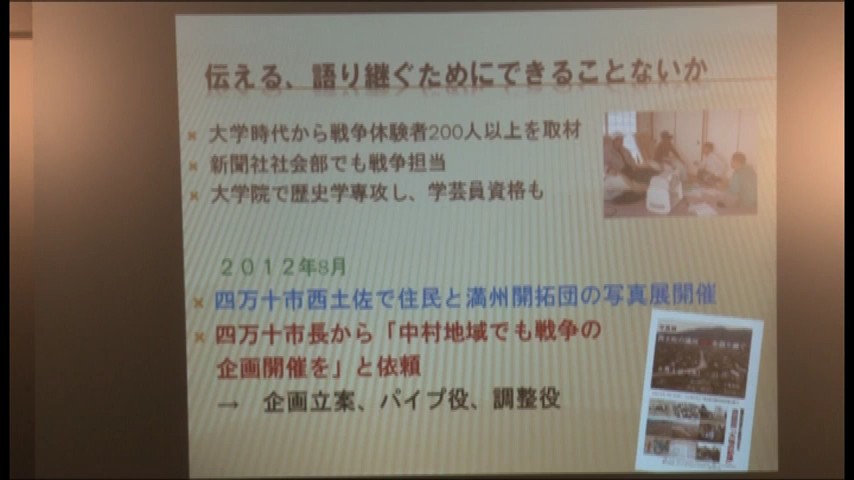 伝える、語り継ぐためにできることないか
× 大学時代から戦争体験者200人以上を取材
× 新聞社社会部でも戦争担当
× 大学院で歴史学専攻し、学芸員資格も
２０１２年8月
× 四万十市西土佐で住民と満州開拓団の写真展開催
× 四万十市長から「中村地域でも戦争の
企画開催を」と依頼
→ 企画立案、パイプ役、調整役